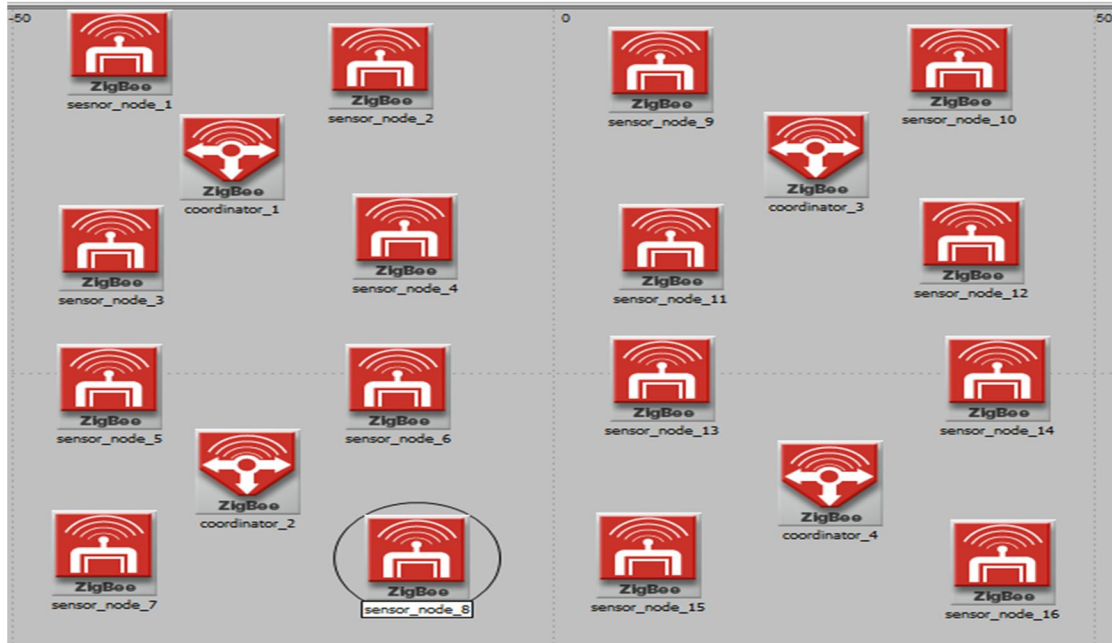 -50 0 50
ZigBee
sesnor_node_1
ZigBee
sensor_node_2
ZigBee
sensor_node_9
ZigBee
sensor_node_10
ZigBee
coordinator_1
ZigBee
coordinator_3
ZigBee
sensor_node_3
ZigBee
sensor_node_4
ZigBee
sensor_node_11
ZigBee
sensor_node_12
ZigBee
sensor_node_5
ZigBee
sensor_node_6
ZigBee
sensor_node_13
ZigBee
sensor_node_14
ZigBee
coordinator_2
ZigBee
coordinator_4
ZigBee
sensor_node_7
ZigBee
sensor_node_8
ZigBee
sensor_node_15
ZigBee
sensor_node_16